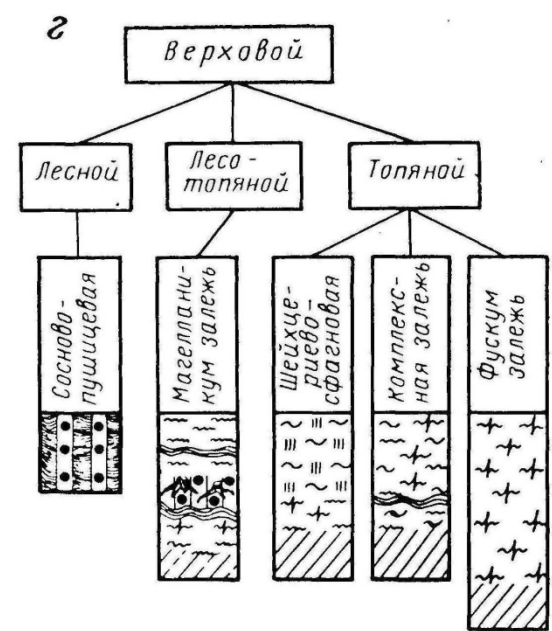 г
Верховой
Лесной
Лесо-
топяной
Топяной
Сосново-
пушицевая
Магеллани-
кум залежь
Шейхце-
риево-
сфагновая
Комплекс-
ная залежь
Фускум
залежь